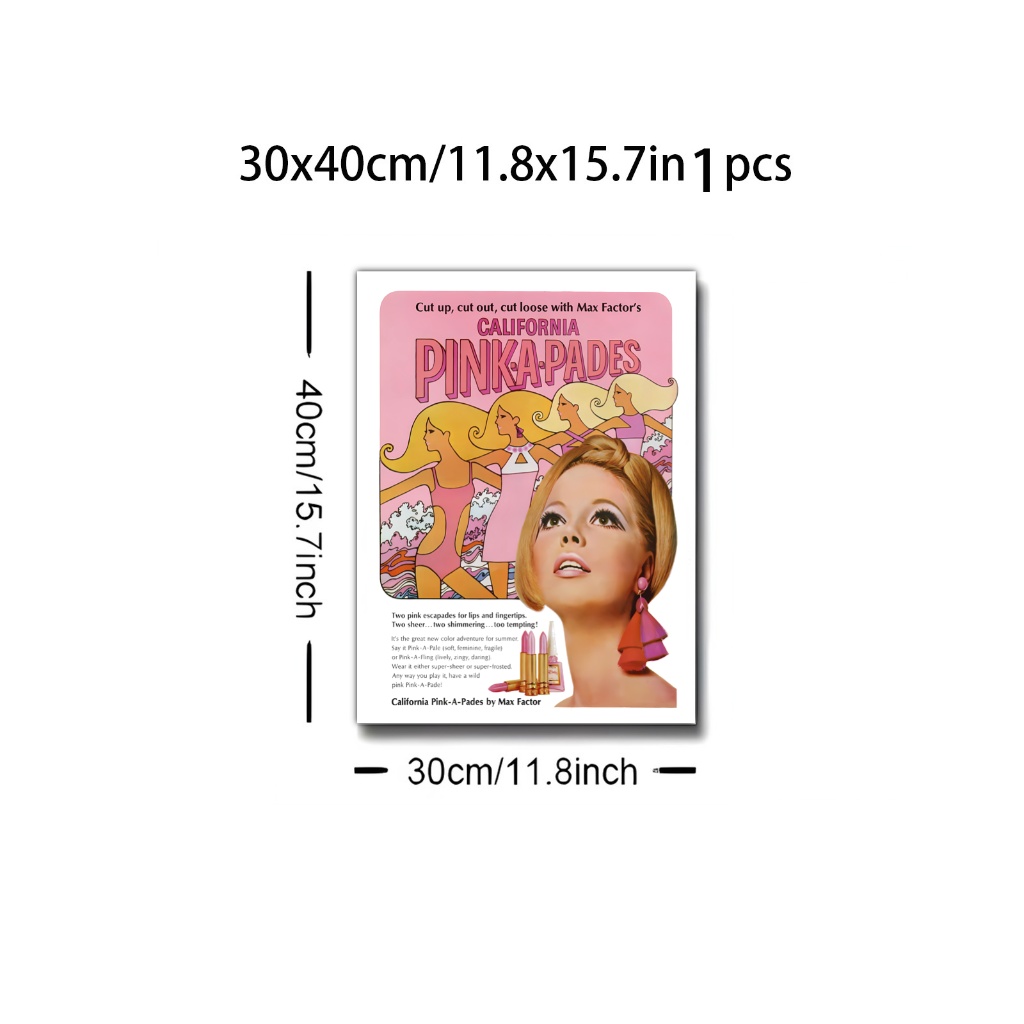 30x40cm/11.8x15.7in 1 pcs
40cm/15.7inch
Cut up, cut out, cut loose with Max Factor's
CALIFORNIA
PINK·A·PADES
Two pink escapades for lips and fingertips.
Two sheer...two shimmering...too tempting!
It's the great new color adventure for summer.
Say it Pink-A-Pale (soft, feminine, fragile)
or Pink-A-Fling (lively, zingy, daring)
Wear it either super-sheer or super-frosted.
Any way you play it, have a wild
pink Pink-A-Pade!
California Pink-A-Pades by Max Factor
30cm/11.8inch